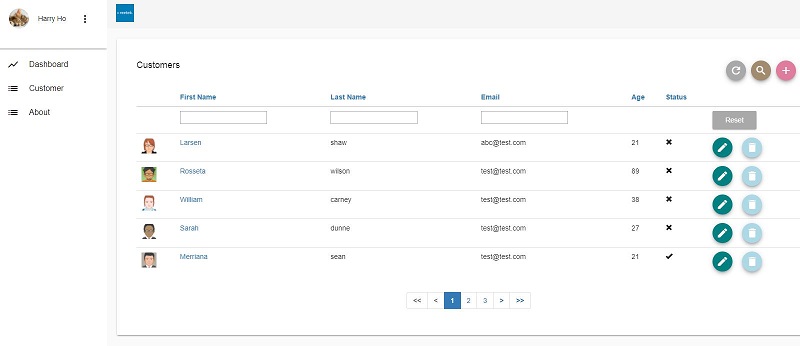 Harry Ho
Dashboard
Customer
About
Customers
First Name Last Name Email Age Status
Reset
Larsen shaw abc@test.com 21
Rosseta wilson test@test.com 69
William carney test@test.com 38
Sarah dunne test@test.com 27
Merriana sean test@test.com 21
<< < 1 2 3 > >>